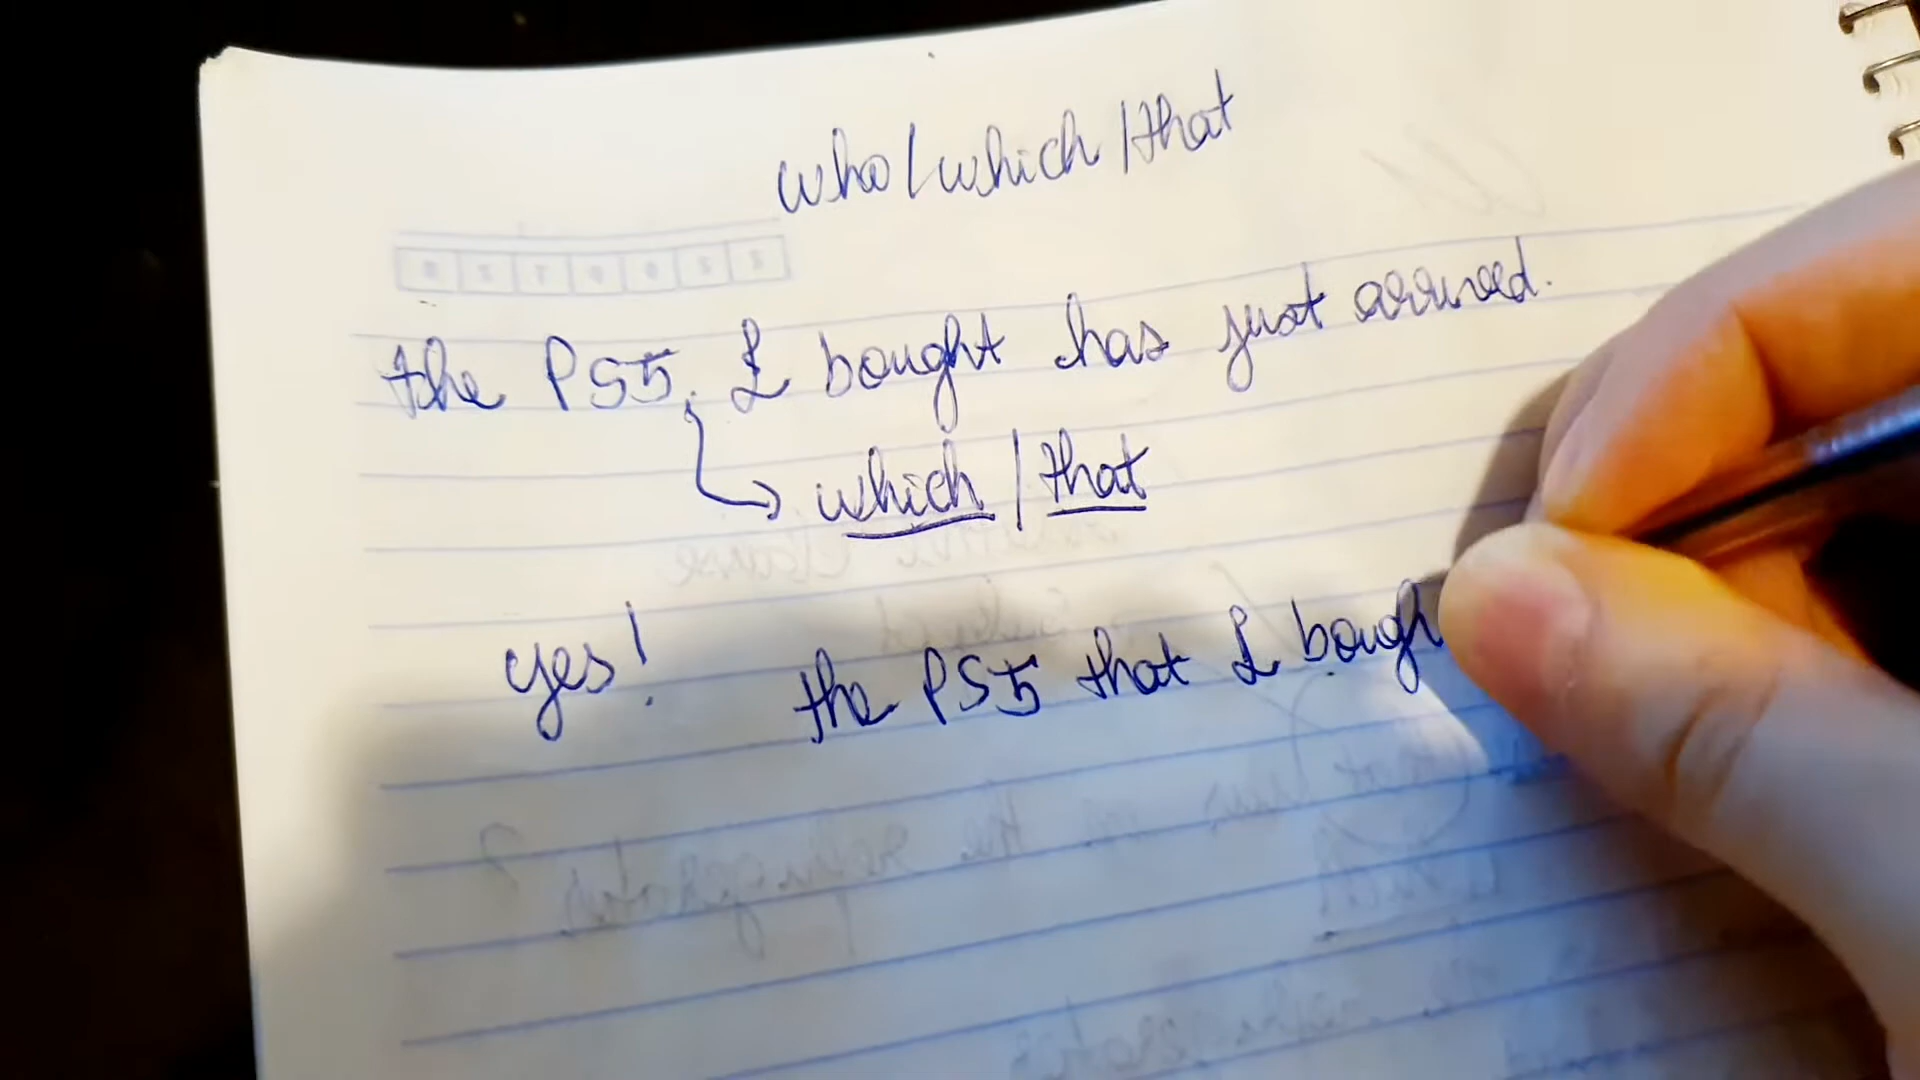 who/which/that
the PS5 I bought has just arrived.
which/that
yes! the PS5 that I bough